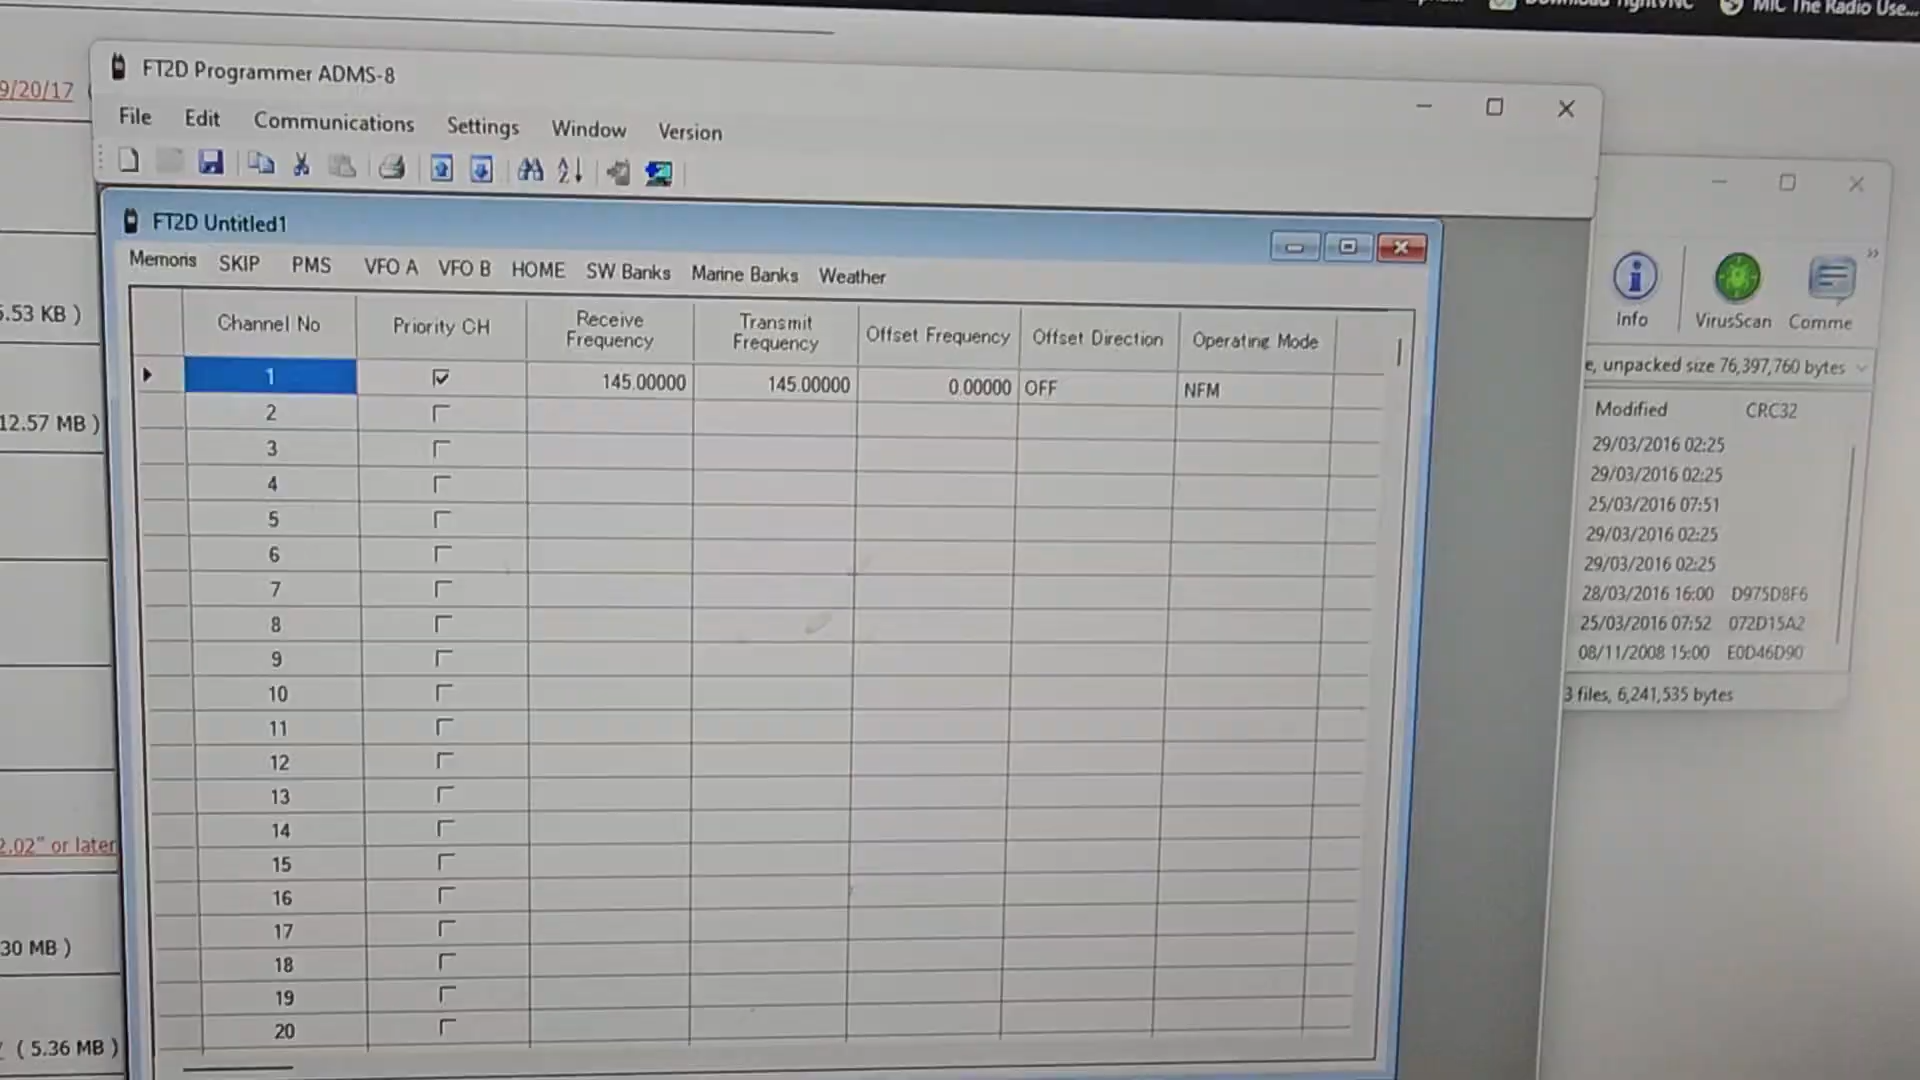 MIC The Radio Use...
9/20/17
5.53 KB )
12.57 MB )
2.02" or later
30 MB )
( 5.36 MB )
FT2D Programmer ADMS-8
File Edit Communications Settings Window Version
FT2D Untitled1
Memoris SKIP PMS VFO A VFO B HOME SW Banks Marine Banks Weather
Channel No Priority CH Receive Frequency Transmit Frequency Offset Frequency Offset Direction Operating Mode
1 145.00000 145.00000 0.00000 OFF NFM
2
3
4
5
6
7
8
9
10
11
12
13
14
15
16
17
18
19
20
Info VirusScan Comme
e, unpacked size 76,397,760 bytes
Modified CRC32
29/03/2016 02:25
29/03/2016 02:25
25/03/2016 07:51
29/03/2016 02:25
29/03/2016 02:25
28/03/2016 16:00 D975D8F6
25/03/2016 07:52 072D15A2
08/11/2008 15:00 E0D46D90
3 files, 6,241,535 bytes